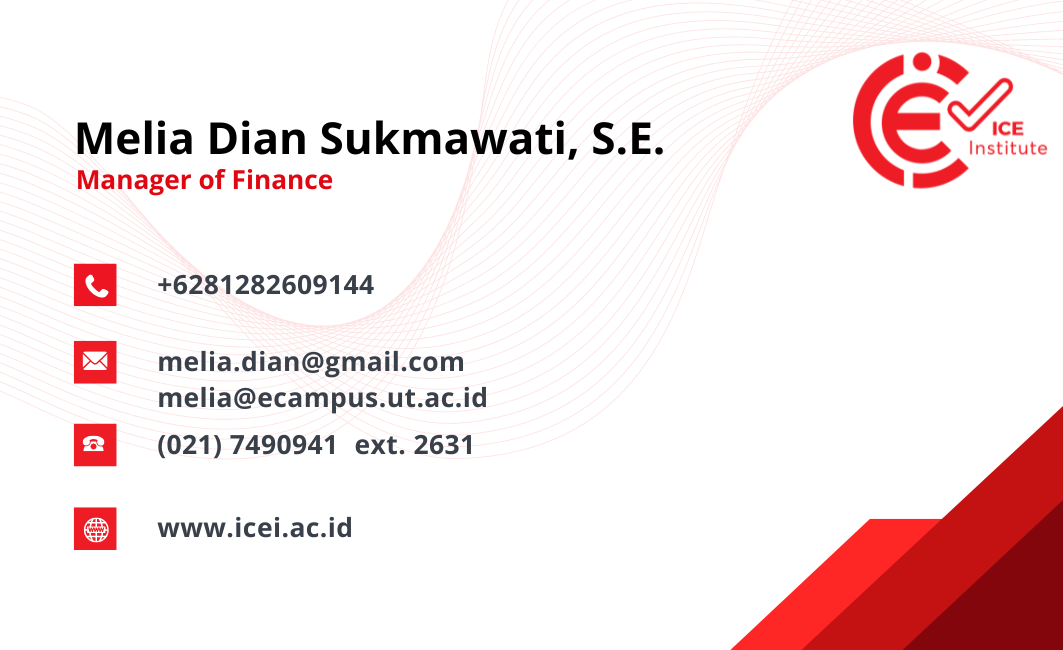 Melia Dian Sukmawati, S.E.
Manager of Finance
ICE
Institute
+6281282609144
melia.dian@gmail.com
melia@ecampus.ut.ac.id
(021) 7490941 ext. 2631
www.icei.ac.id